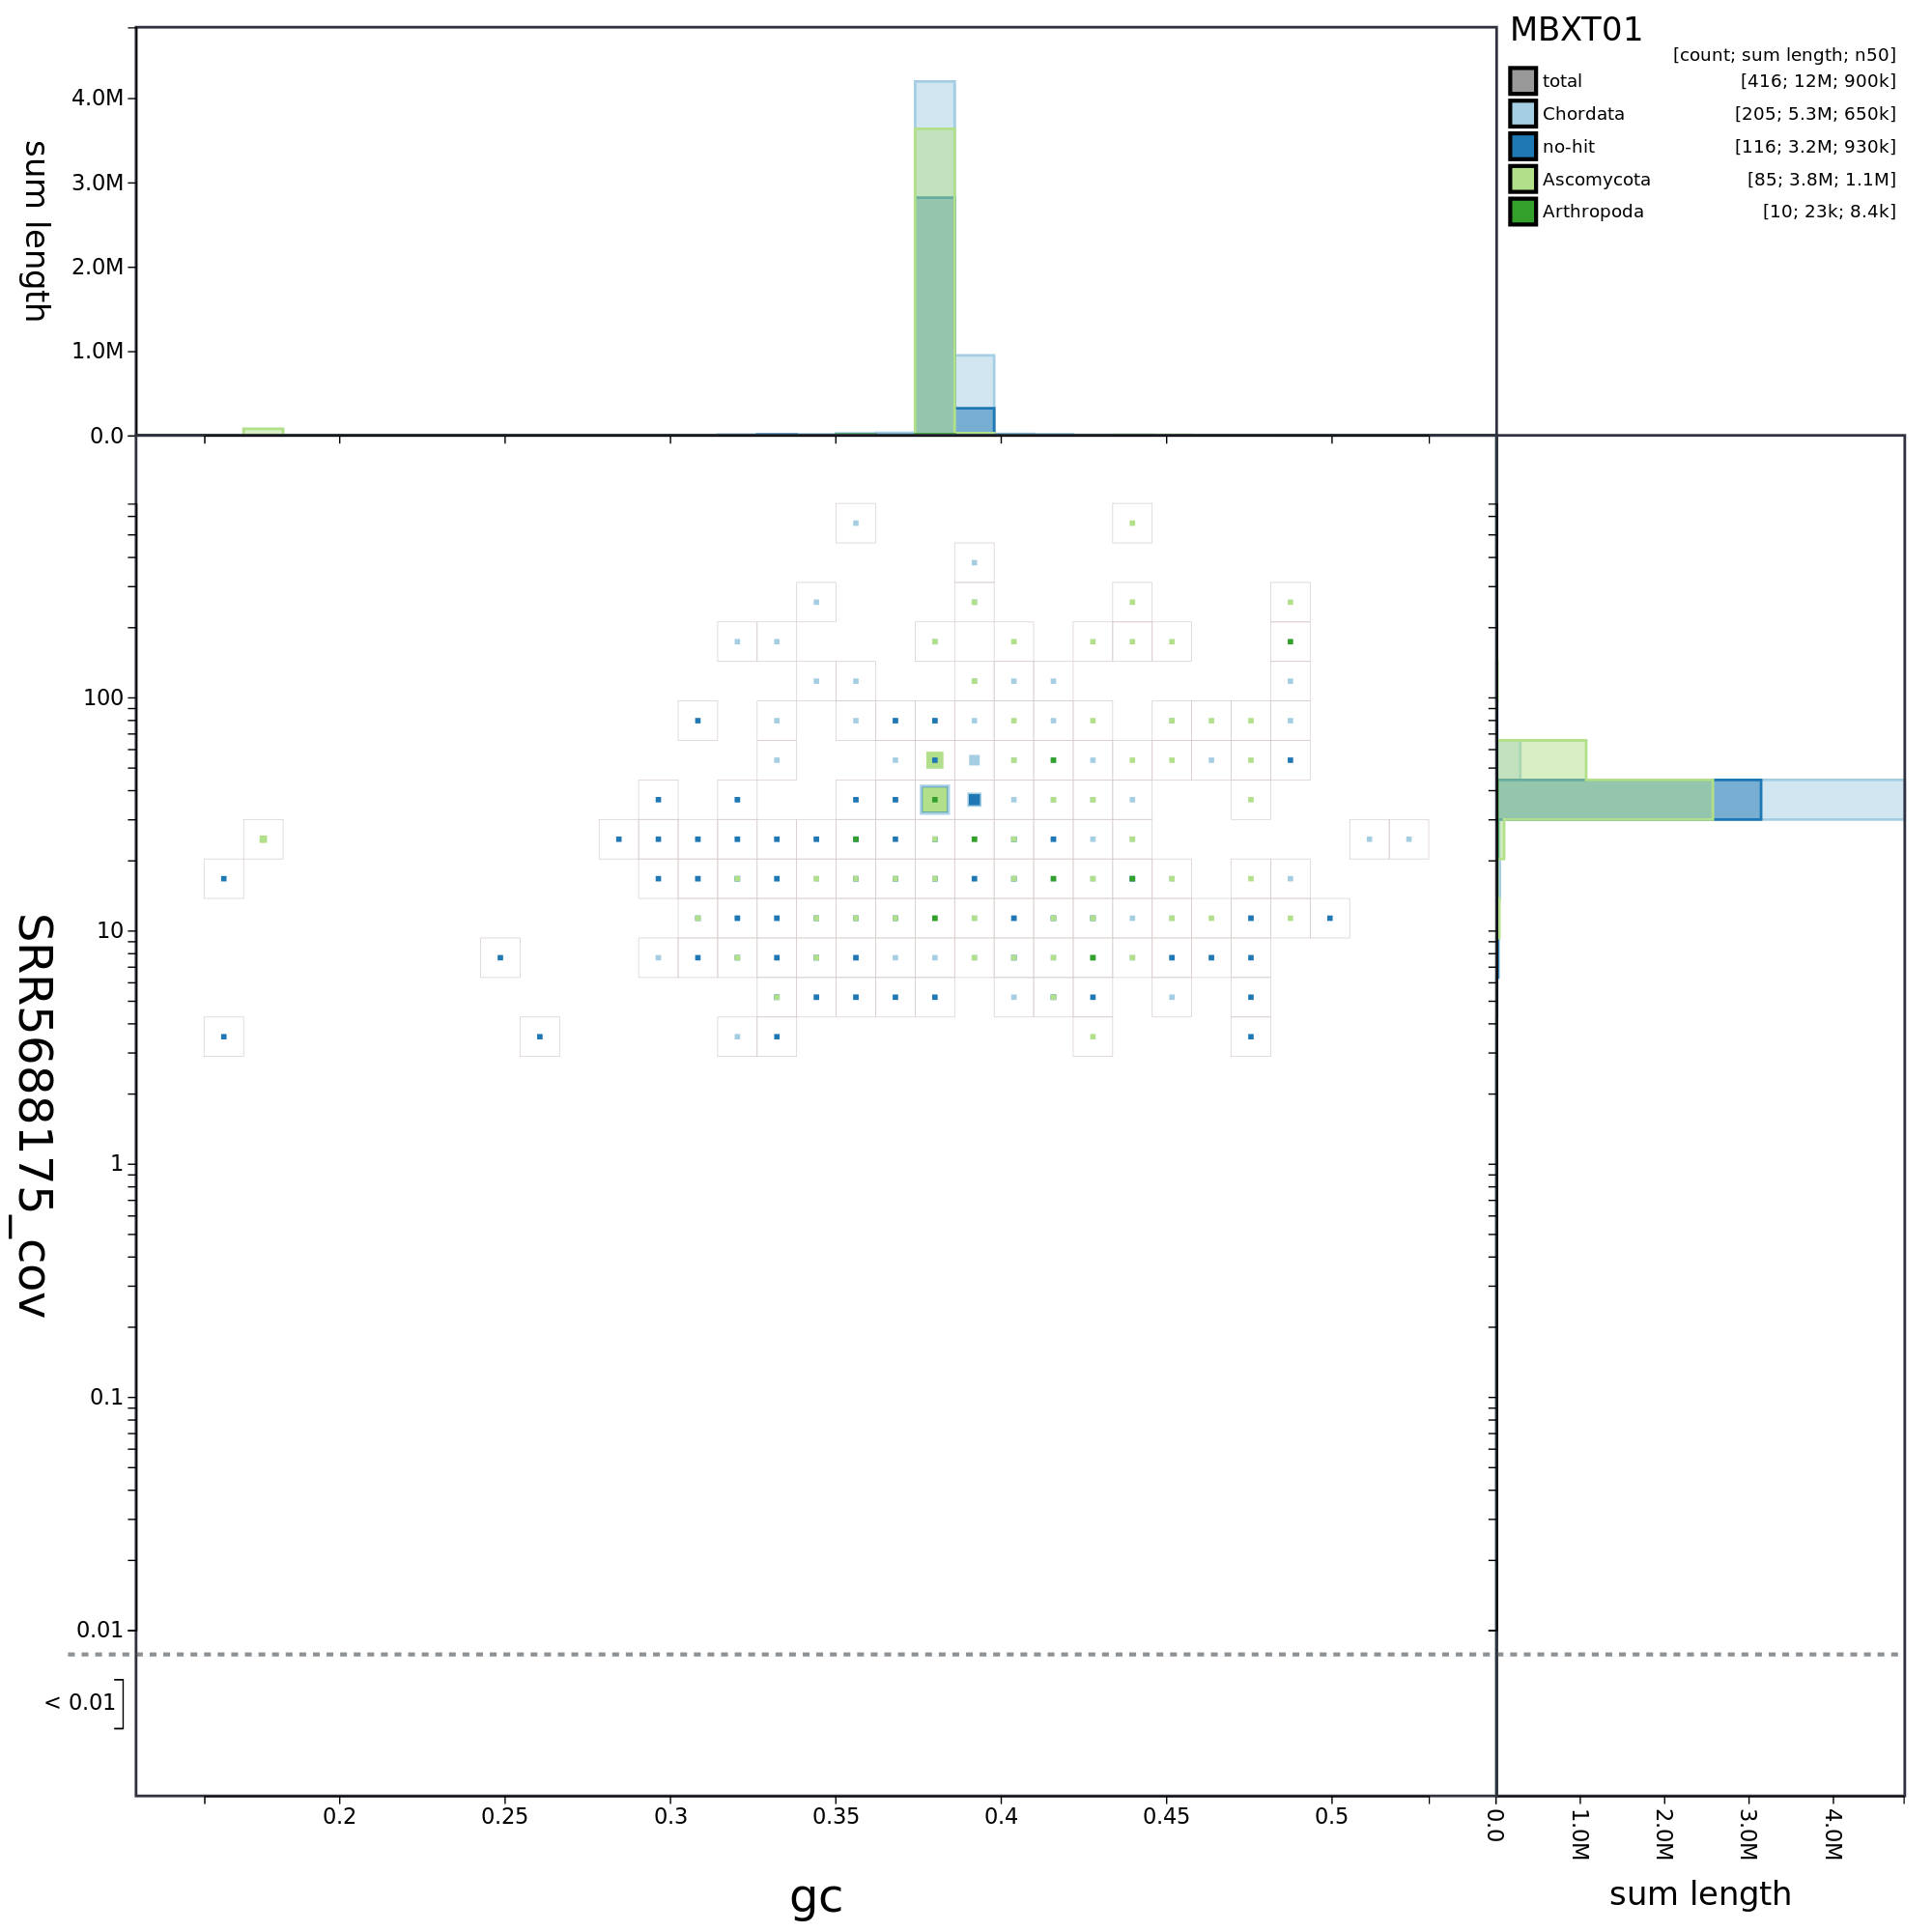 MBXT01
[count; sum length; n50]
total [416; 12M; 900k]
Chordata [205; 5.3M; 650k]
no-hit [116; 3.2M; 930k]
Ascomycota [85; 3.8M; 1.1M]
Arthropoda [10; 23k; 8.4k]
sum length
4.0M
3.0M
2.0M
1.0M
0.0
SRR5688175_cov
100
10
1
0.1
0.01
< 0.01
0.2 0.25 0.3 0.35 0.4 0.45 0.5
gc
0.0 1.0M 2.0M 3.0M 4.0M
sum length